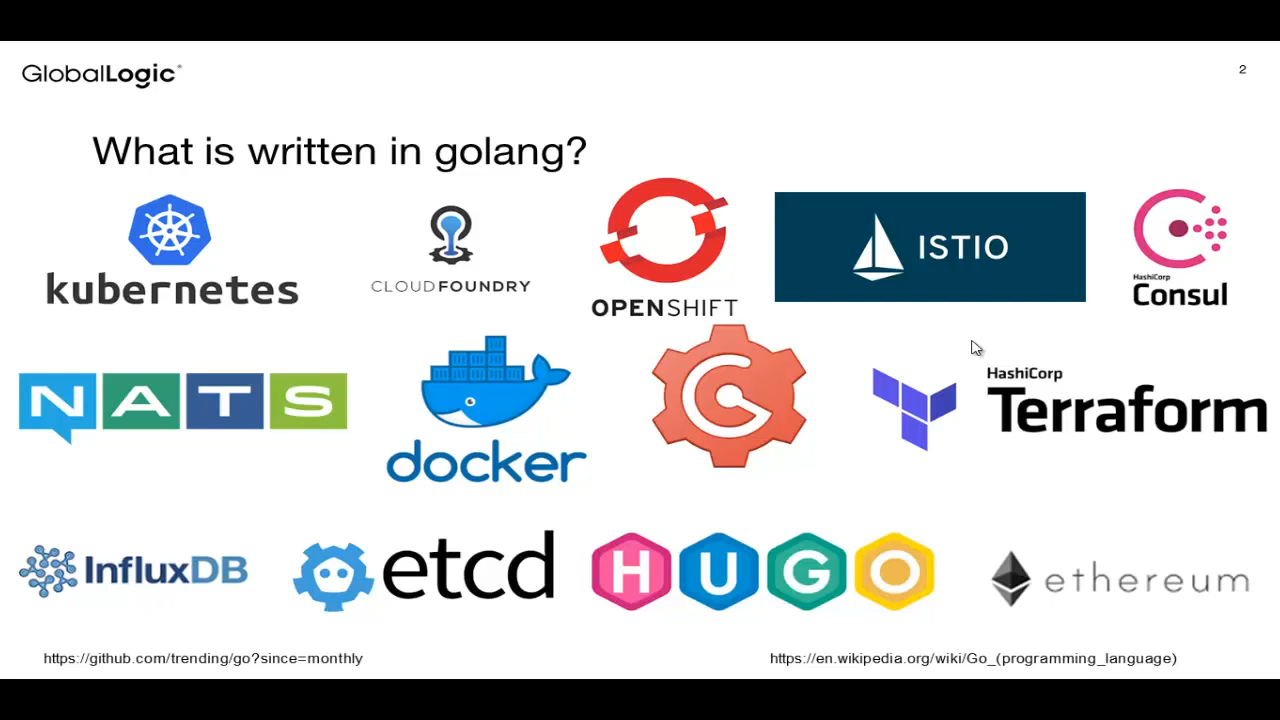 GlobalLogic
2
What is written in golang?
kubernetes
CLOUDFOUNDRY
OPENSHIFT
ISTIO
HashiCorp
Consul
NATS
docker
G
HashiCorp
Terraform
InfluxDB
etcd
HUGO
ethereum
https://github.com/trending/go?since=monthly
https://en.wikipedia.org/wiki/Go_(programming_language)